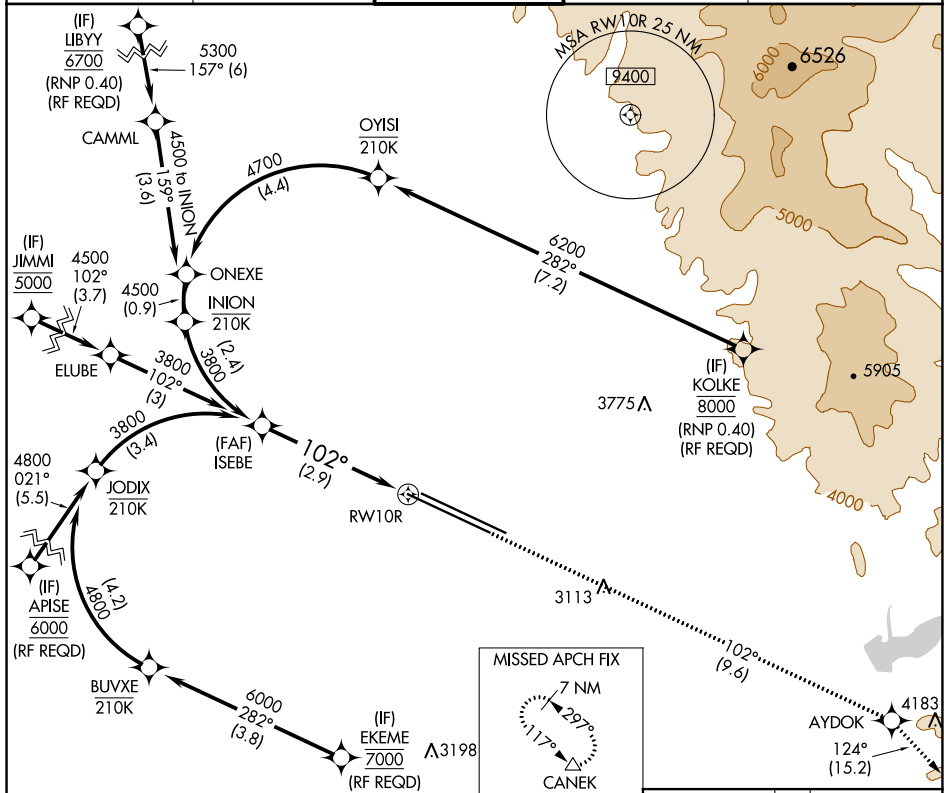 (IF)
LIBYY
6700
(RNP 0.40)
(RF REQD)
5300
157° (6)
CAMML
4500 to INION
159°
(3.6)
OYISI
210K
4700
(4.4)
MSA RW10R 25 NM
9400
6526
6000
5000
6200
282°
(7.2)
(IF)
JIMMI
5000
4500
102°
(3.7)
ONEXE
4500
(0.9)
INION
210K
ELUBE
3800
102°
(3)
3800
(2.4)
(IF)
KOLKE
8000
(RNP 0.40)
(RF REQD)
5905
3775
4000
3800
(3.4)
(FAF)
ISEBE
102°
(2.9)
RW10R
4800
021°
(5.5)
JODIX
210K
(IF)
APISE
6000
(RF REQD)
4800
(4.2)
3113
102°
(9.6)
BUVXE
210K
6000
282°
(3.8)
(IF)
EKEME
7000
(RF REQD)
3198
MISSED APCH FIX
7 NM
297°
117°
CANEK
AYDOK
4183
124°
(15.2)